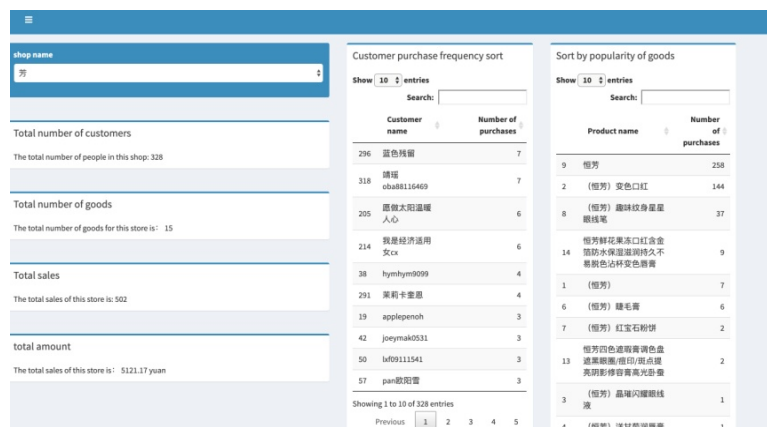 shop name
芳
Total number of customers
The total number of people in this shop: 328
Total number of goods
The total number of goods for this store is： 15
Total sales
The total sales of this store is: 502
total amount
The total sales of this store is： 5121.17 yuan
Customer purchase frequency sort
Show 10 entries
Search:
Customer name Number of purchases
296 蓝色残留 7
318 靖瑶
oba88116469 7
205 愿做太阳温暖
人心 6
214 我是经济适用
女cx 6
38 hymhym9099 4
291 茉莉卡奎恩 4
19 applepenoh 3
42 joeymak0531 3
50 lxf09111541 3
57 pan欧阳雪 3
Showing 1 to 10 of 328 entries
Previous 1 2 3 4 5
Sort by popularity of goods
Show 10 entries
Search:
Product name Number of purchases
9 恒芳 258
2 （恒芳）变色口红 144
8 （恒芳）趣味纹身星星
眼线笔 37
14 恒芳鲜花果冻口红含金
箔防水保湿滋润持久不
易脱色沾杯变色唇膏 9
1 （恒芳） 7
6 （恒芳）睫毛膏 6
7 （恒芳）红宝石粉饼 2
13 恒芳四色遮瑕膏调色盘
遮黑眼圈/痘印/斑点提
亮阴影修容膏高光卧蚕 2
3 （恒芳）晶璀闪耀眼线
液 1